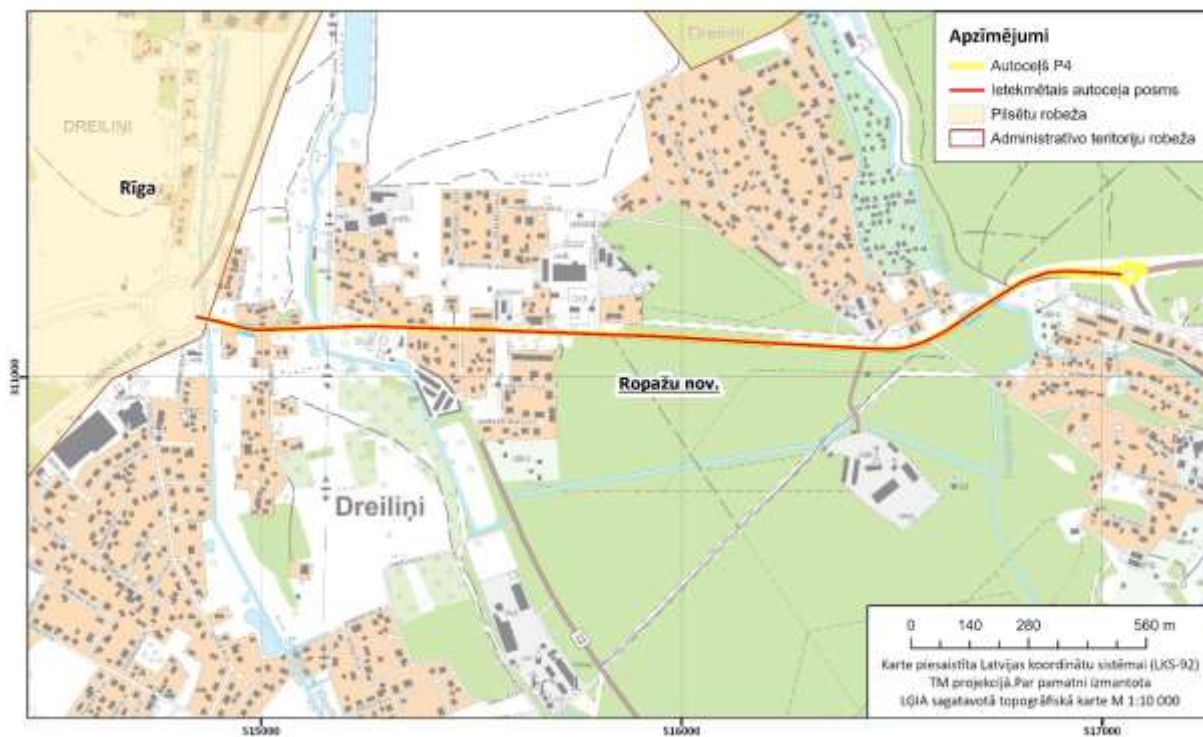 Dreiliņi
Apzīmējumi
Autoceļš P4
Ietekmētais autoceļa posms
Pilsētu robeža
Administratīvo teritoriju robeža
DREILIŅI
Rīga
Ropažu nov.
Dreiliņi
311000
0 140 280 560 m
Karte piesaistīta Latvijas koordinātu sistēmai (LKS-92)
TM projekcijā.Par pamatni izmantota
LĢIA sagatavotā topogrāfiskā karte M 1:10 000
515000 516000 517000